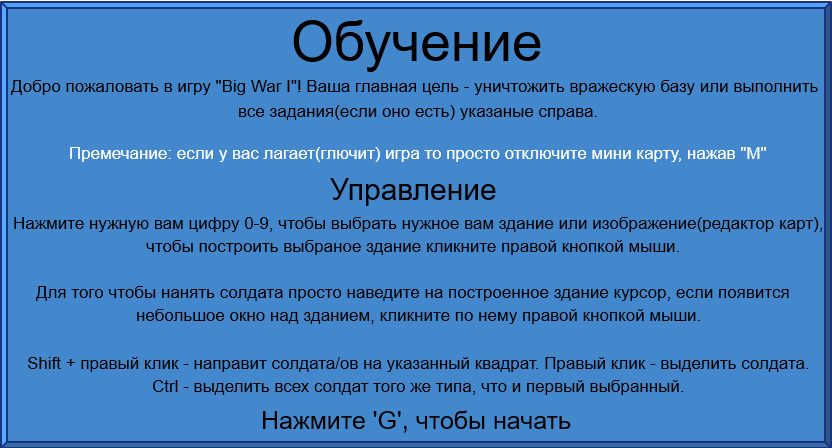 Обучение
Добро пожаловать в игру "Big War I"! Ваша главная цель - уничтожить вражескую базу или выполнить
все задания(если оно есть) указаные справа.
Премечание: если у вас лагает(глючит) игра то просто отключите мини карту, нажав "М"
Управление
Нажмите нужную вам цифру 0-9, чтобы выбрать нужное вам здание или изображение(редактор карт),
чтобы построить выбраное здание кликните правой кнопкой мыши.
Для того чтобы нанять солдата просто наведите на построенное здание курсор, если появится
небольшое окно над зданием, кликните по нему правой кнопкой мыши.
Shift + правый клик - направит солдата/ов на указанный квадрат. Правый клик - выделить солдата.
Ctrl - выделить всех солдат того же типа, что и первый выбранный.
Нажмите 'G', чтобы начать